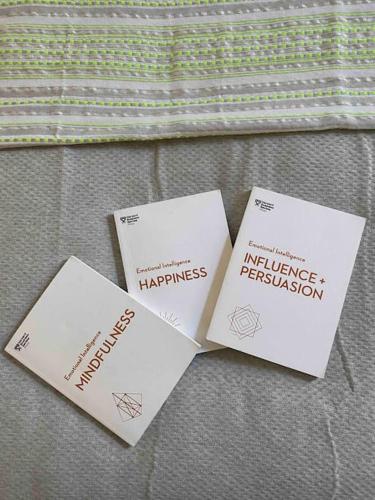 Emotional Intelligence
MINDFULNESS
Emotional Intelligence
HAPPINESS
Emotional Intelligence
INFLUENCE +
PERSUASION